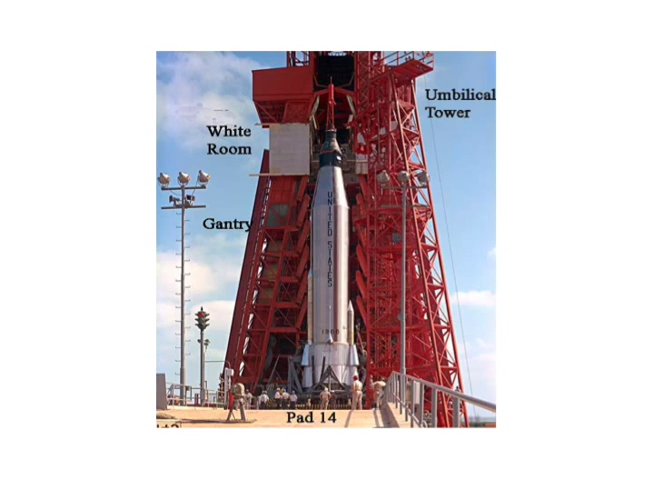 Umbilical
Tower
White
Room
Gantry
UNITED STATES
Pad 14